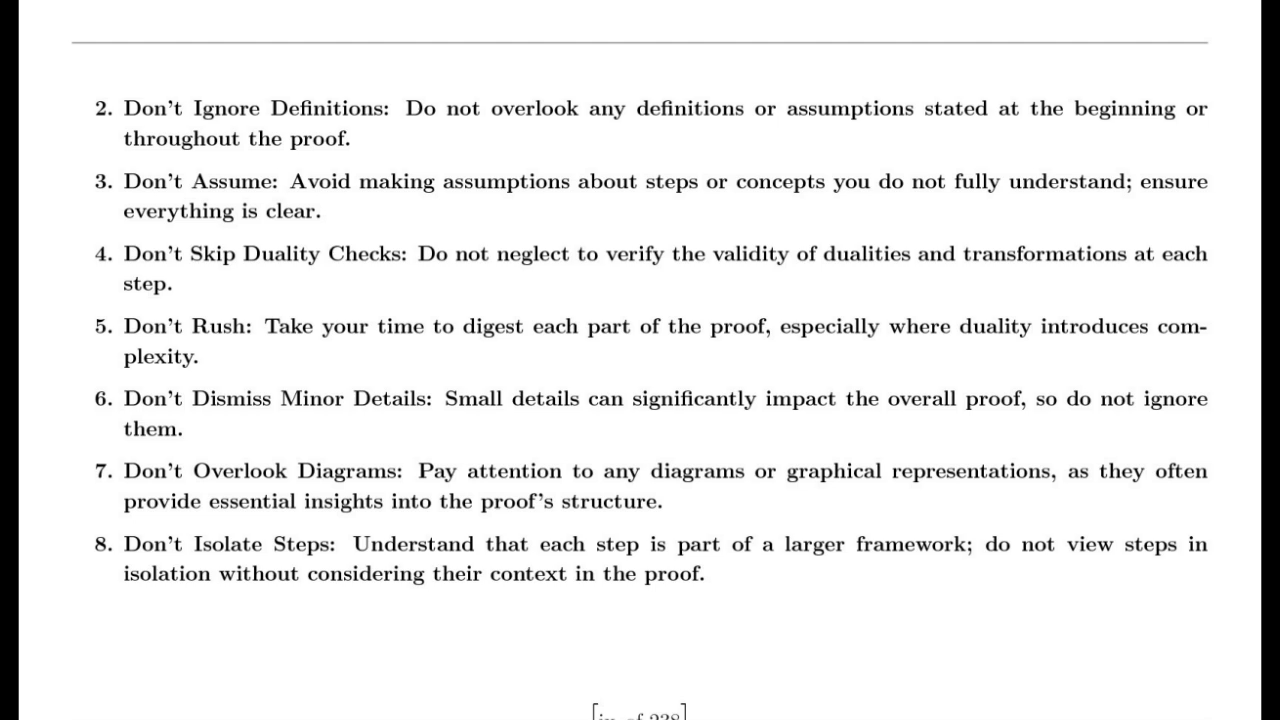 2. Don't Ignore Definitions: Do not overlook any definitions or assumptions stated at the beginning or
throughout the proof.
3. Don't Assume: Avoid making assumptions about steps or concepts you do not fully understand; ensure
everything is clear.
4. Don't Skip Duality Checks: Do not neglect to verify the validity of dualities and transformations at each
step.
5. Don't Rush: Take your time to digest each part of the proof, especially where duality introduces com-
plexity.
6. Don't Dismiss Minor Details: Small details can significantly impact the overall proof, so do not ignore
them.
7. Don't Overlook Diagrams: Pay attention to any diagrams or graphical representations, as they often
provide essential insights into the proof's structure.
8. Don't Isolate Steps: Understand that each step is part of a larger framework; do not view steps in
isolation without considering their context in the proof.